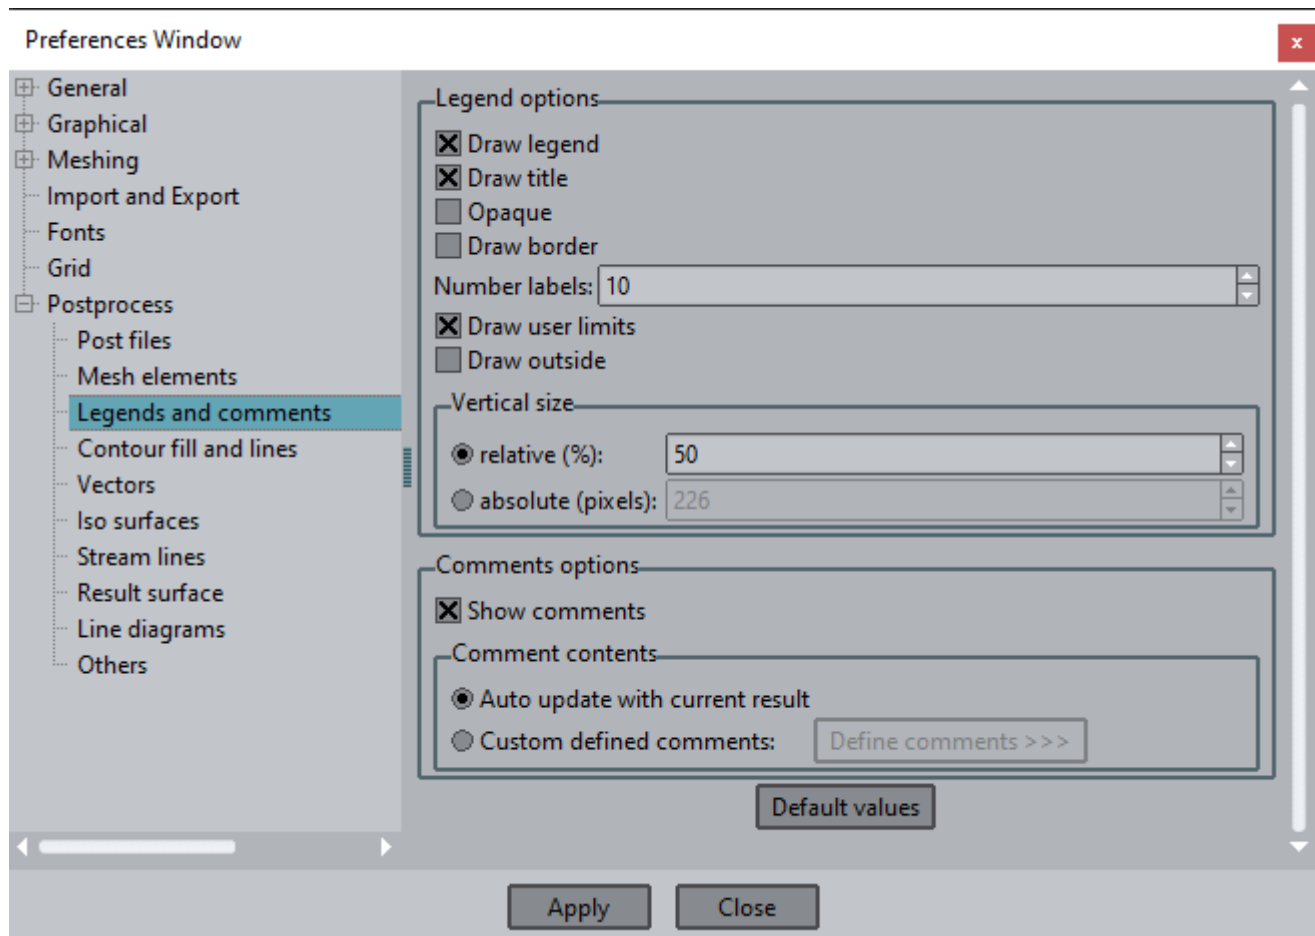 Preferences Window
x
General
Graphical
Meshing
Import and Export
Fonts
Grid
Postprocess
Post files
Mesh elements
Legends and comments
Contour fill and lines
Vectors
Iso surfaces
Stream lines
Result surface
Line diagrams
Others
Legend options
Draw legend
Draw title
Opaque
Draw border
Number labels: 10
Draw user limits
Draw outside
Vertical size
relative (%): 50
absolute (pixels): 226
Comments options
Show comments
Comment contents
Auto update with current result
Custom defined comments: Define comments >>>
Default values
Apply Close